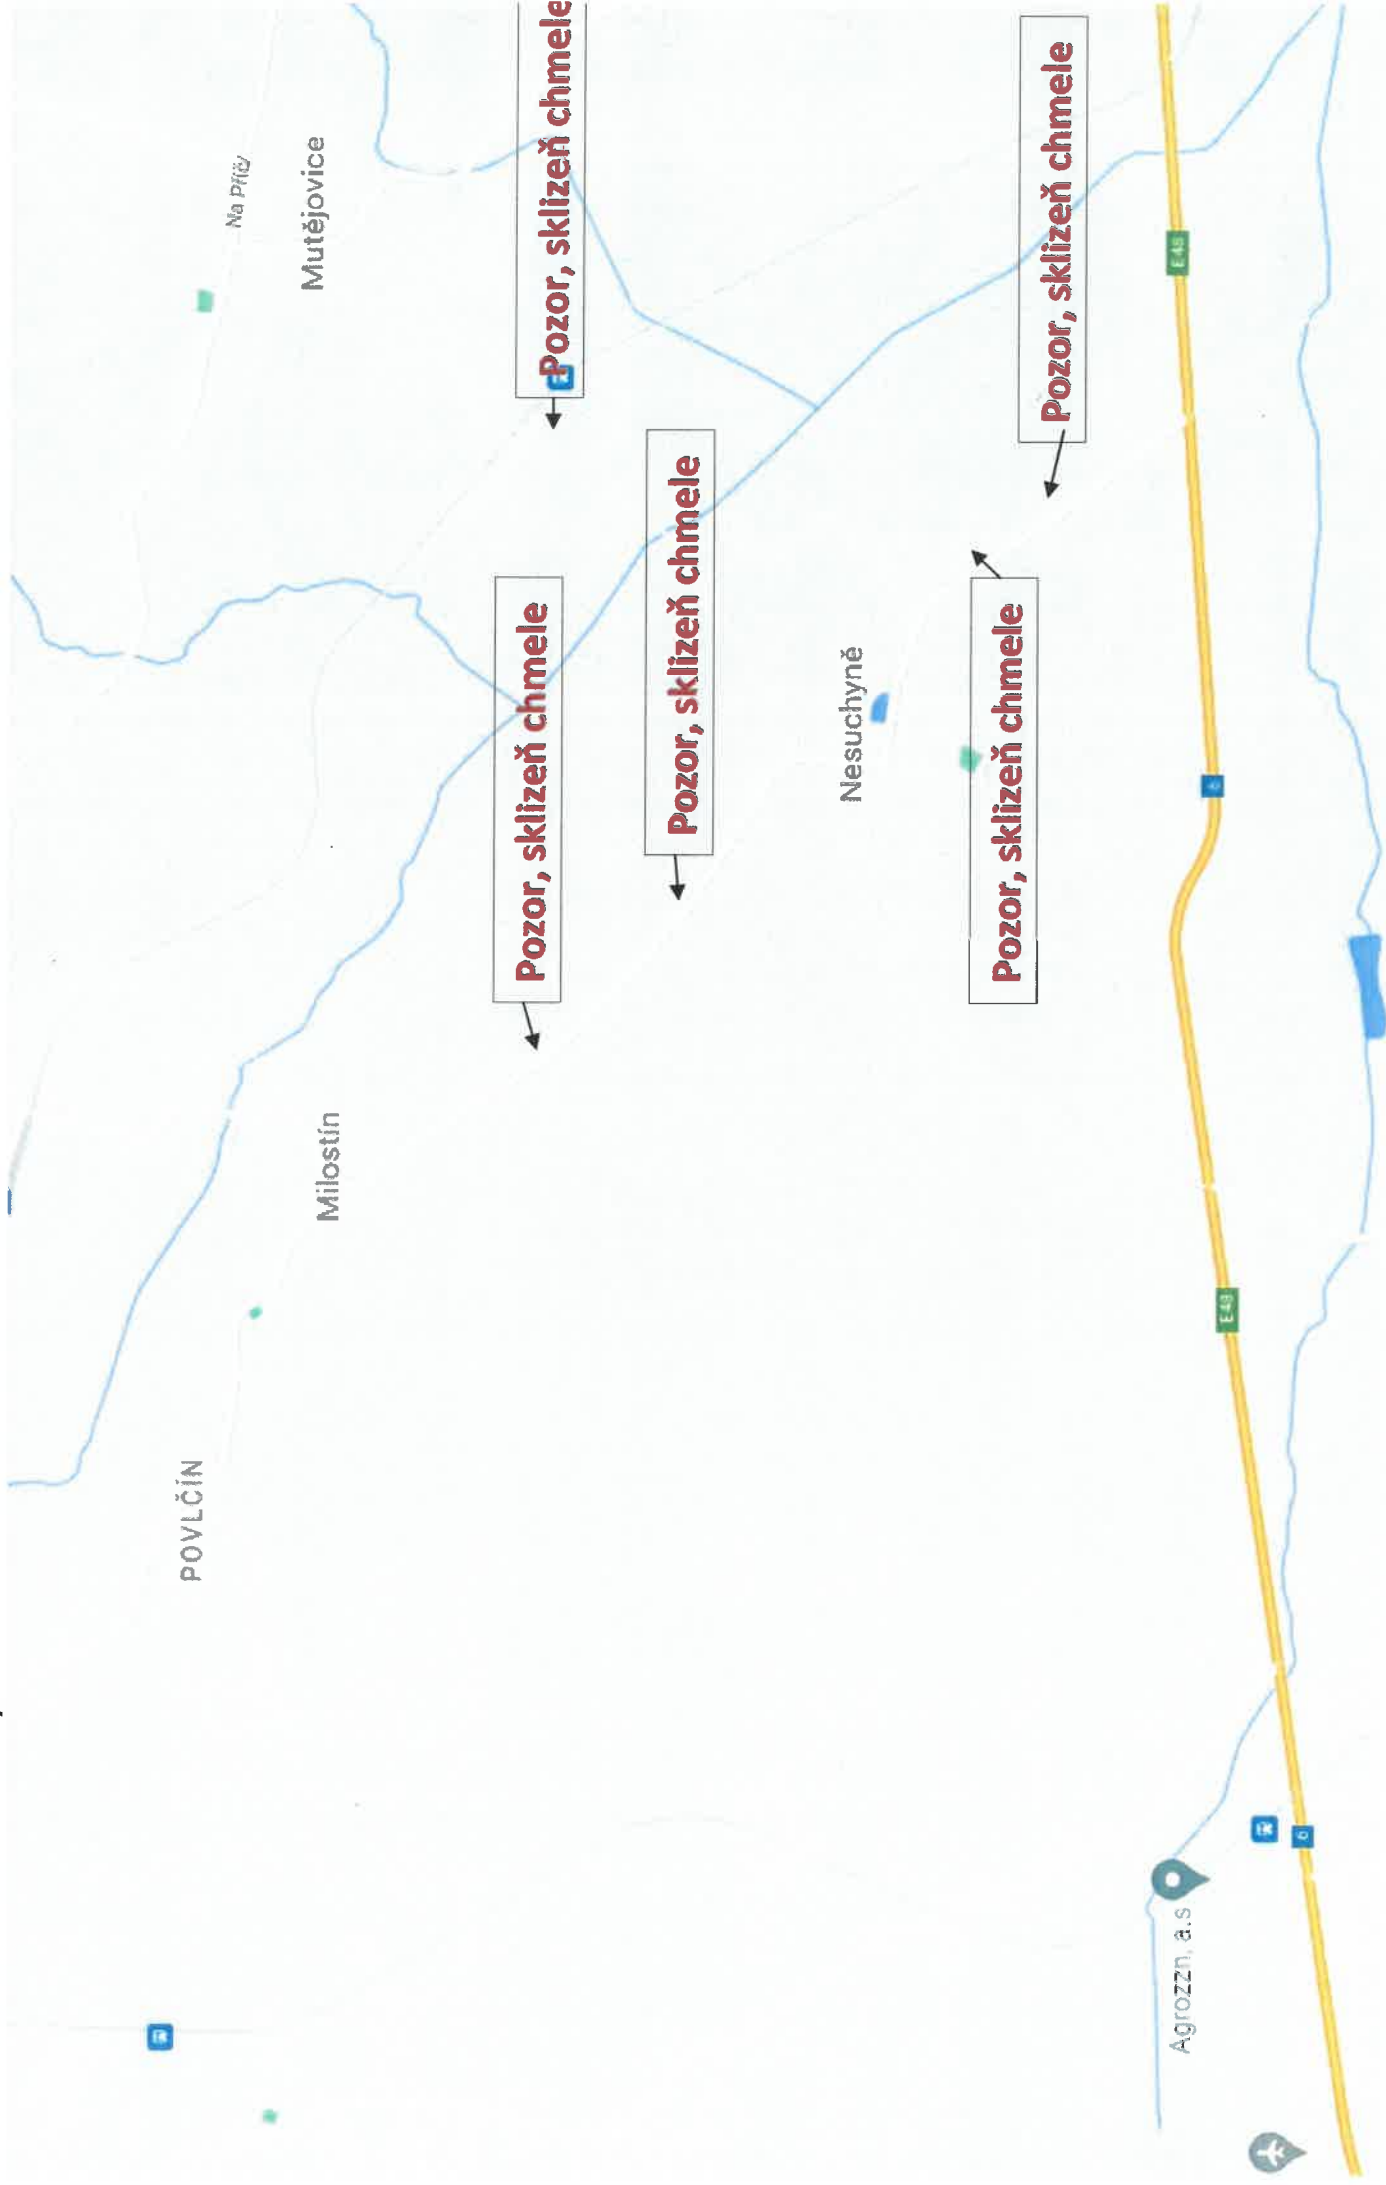 POVLČÍN
Na Příč
Mutějovice
Milostín
Pozor, sklizeň chmele
Pozor, sklizeň chmele
Pozor, sklizeň chmele
Nesuchyně
Pozor, sklizeň chmele
Pozor, sklizeň chmele
Agrozzn, a.s
6
E48
6
E48